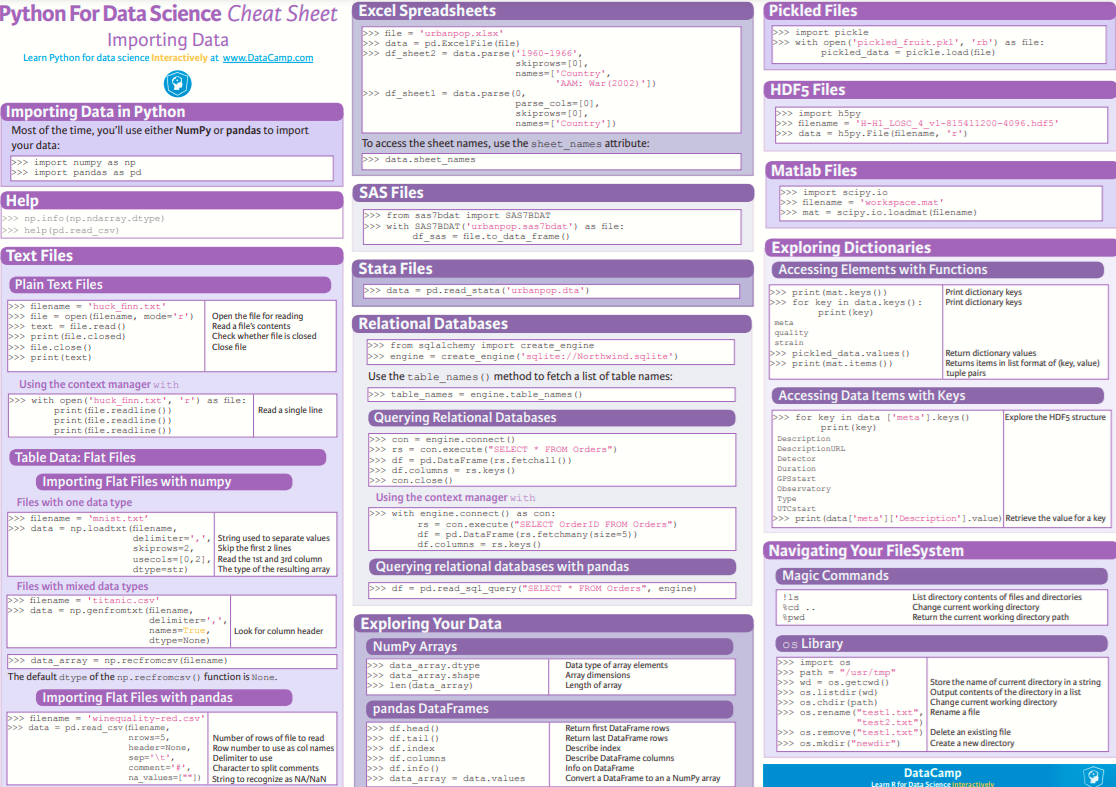 Python For Data Science Cheat Sheet
Importing Data
Learn Python for data science Interactively at www.DataCamp.com
Importing Data in Python
Most of the time, you'll use either NumPy or pandas to import
your data:
>>> import numpy as np
>>> import pandas as pd
Help
>>> np.info(np.ndarray.dtype)
>>> help(pd.read_csv)
Text Files
Plain Text Files
>>> filename = 'huck_finn.txt'
>>> file = open(filename, mode='r') Open the file for reading
>>> text = file.read() Read a file's contents
>>> print(file.closed) Check whether file is closed
>>> file.close() Close file
>>> print(text)
Using the context manager with
>>> with open('huck_finn.txt', 'r') as file:
print(file.readline()) Read a single line
print(file.readline())
print(file.readline())
Table Data: Flat Files
Importing Flat Files with numpy
Files with one data type
>>> filename = 'mnist.txt'
>>> data = np.loadtxt(filename,
delimiter=',', String used to separate values
skiprows=2, Skip the first 2 lines
usecols=[0,2], Read the 1st and 3rd column
dtype=str) The type of the resulting array
Files with mixed data types
>>> filename = 'titanic.csv'
>>> data = np.genfromtxt(filename,
delimiter=',',
names=True, Look for column header
dtype=None)
>>> data_array = np.recfromcsv(filename)
The default dtype of the np.recfromcsv() function is None.
Importing Flat Files with pandas
>>> filename = 'winequality-red.csv'
>>> data = pd.read_csv(filename,
nrows=5, Number of rows of file to read
header=None, Row number to use as col names
sep='\t', Delimiter to use
comment='#', Character to split comments
na_values=[""]) String to recognize as NA/NaN
Excel Spreadsheets
>>> file = 'urbanpop.xlsx'
>>> data = pd.ExcelFile(file)
>>> df_sheet2 = data.parse('1960-1966',
skiprows=[0],
names=['Country',
'AAM: War(2002)'])
>>> df_sheet1 = data.parse(0,
parse_cols=[0],
skiprows=[0],
names=['Country'])
To access the sheet names, use the sheet_names attribute:
>>> data.sheet_names
SAS Files
>>> from sas7bdat import SAS7BDAT
>>> with SAS7BDAT('urbanpop.sas7bdat') as file:
df_sas = file.to_data_frame()
Stata Files
>>> data = pd.read_stata('urbanpop.dta')
Relational Databases
>>> from sqlalchemy import create_engine
>>> engine = create_engine('sqlite://Northwind.sqlite')
Use the table_names() method to fetch a list of table names:
>>> table_names = engine.table_names()
Querying Relational Databases
>>> con = engine.connect()
>>> rs = con.execute("SELECT * FROM Orders")
>>> df = pd.DataFrame(rs.fetchall())
>>> df.columns = rs.keys()
>>> con.close()
Using the context manager with
>>> with engine.connect() as con:
rs = con.execute("SELECT OrderID FROM Orders")
df = pd.DataFrame(rs.fetchmany(size=5))
df.columns = rs.keys()
Querying relational databases with pandas
>>> df = pd.read_sql_query("SELECT * FROM Orders", engine)
Exploring Your Data
NumPy Arrays
>>> data_array.dtype Data type of array elements
>>> data_array.shape Array dimensions
>>> len(data_array) Length of array
pandas DataFrames
>>> df.head() Return first DataFrame rows
>>> df.tail() Return last DataFrame rows
>>> df.index Describe index
>>> df.columns Describe DataFrame columns
>>> df.info() Info on DataFrame
>>> data_array = data.values Convert a DataFrame to an a NumPy array
Pickled Files
>>> import pickle
>>> with open('pickled_fruit.pkl', 'rb') as file:
pickled_data = pickle.load(file)
HDF5 Files
>>> import h5py
>>> filename = 'H-H1_LOSC_4_v1-815411200-4096.hdf5'
>>> data = h5py.File(filename, 'r')
Matlab Files
>>> import scipy.io
>>> filename = 'workspace.mat'
>>> mat = scipy.io.loadmat(filename)
Exploring Dictionaries
Accessing Elements with Functions
>>> print(mat.keys()) Print dictionary keys
>>> for key in data.keys(): Print dictionary keys
print(key)
meta
quality
strain
>>> pickled_data.values() Return dictionary values
>>> print(mat.items()) Returns items in list format of (key, value)
tuple pairs
Accessing Data Items with Keys
>>> for key in data ['meta'].keys() Explore the HDF5 structure
print(key)
Description
DescriptionURL
Detector
Duration
GPSstart
Observatory
Type
UTCstart
>>> print(data['meta']['Description'].value) Retrieve the value for a key
Navigating Your FileSystem
Magic Commands
!ls List directory contents of files and directories
%cd .. Change current working directory
%pwd Return the current working directory path
os Library
>>> import os
>>> path = "/usr/tmp"
>>> wd = os.getcwd() Store the name of current directory in a string
>>> os.listdir(wd) Output contents of the directory in a list
>>> os.chdir(path) Change current working directory
>>> os.rename("test1.txt", Rename a file
"test2.txt")
>>> os.remove("test1.txt") Delete an existing file
>>> os.mkdir("newdir") Create a new directory
DataCamp
Learn R for Data Science Interactively